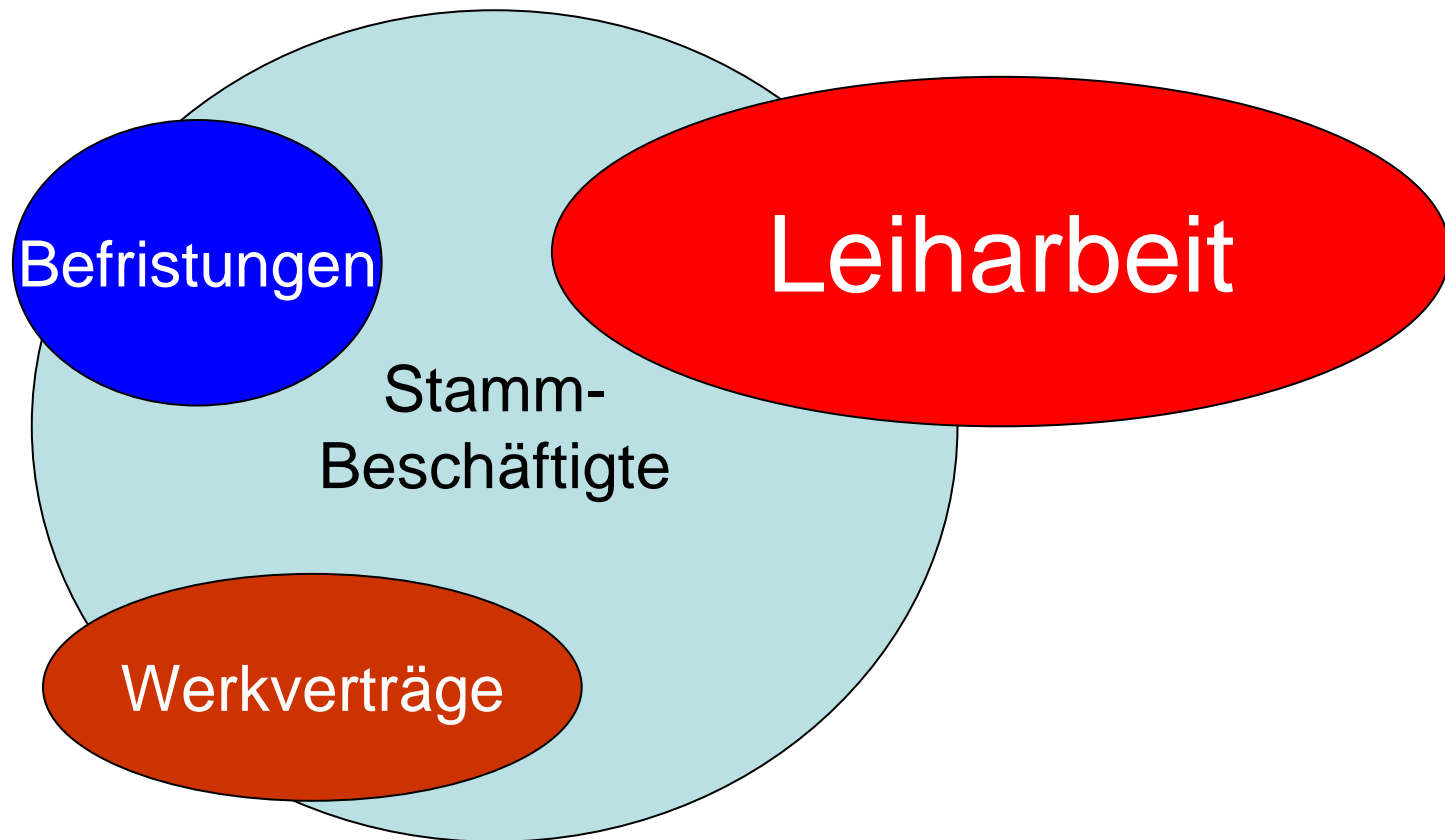 Leiharbeit
Befristungen
Stamm-
Beschäftigte
Werkverträge